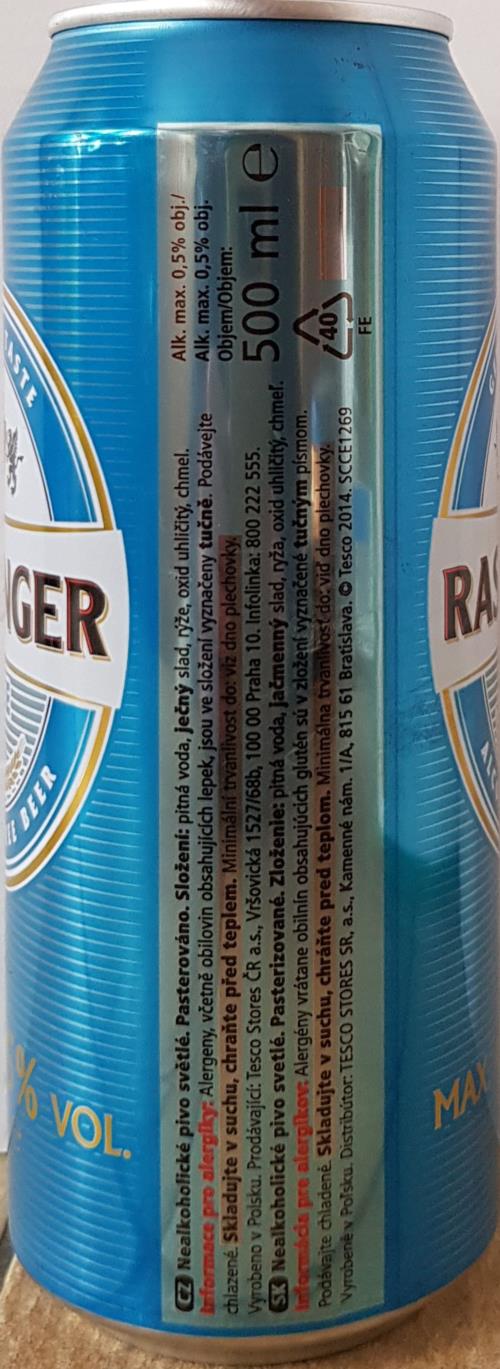 CZ Nealkoholické pivo světlé. Pasterováno. Složení: pitná voda, ječný slad, rýže, oxid uhličitý, chmel.
Informace pro alergiky: Alergeny, včetně obilovin obsahujících lepek, jsou ve složení vyznačeny tučně. Podávejte
chlazené. Skladujte v suchu, chraňte před teplem. Minimální trvanlivost do: viz dno plechovky.
Vyrobeno v Polsku. Prodávající: Tesco Stores ČR a.s., Vršovická 1527/68b, 100 00 Praha 10. Infolinka: 800 222 555.
SK Nealkoholické pivo svetlé. Pasterizované. Zloženie: pitná voda, jačmenný slad, ryža, oxid uhličitý, chmeľ.
Informácia pre alergikov: Alergény vrátane obilnín obsahujúcich glutén sú v zložení vyznačené tučným písmom.
Podávajte chladené. Skladujte v suchu, chráňte pred teplom. Minimálna trvanlivosť do: viď dno plechovky.
Vyrobené v Poľsku. Distribútor: TESCO STORES SR, a.s., Kamenné nám. 1/A, 815 61 Bratislava. © Tesco 2014. SCCE1269
Alk. max. 0,5% obj./
Alk. max. 0,5% obj.
Objem/Objem:
500 ml e
40
FE
TASTE
NGER
BEER
% VOL.
RAS
MAX